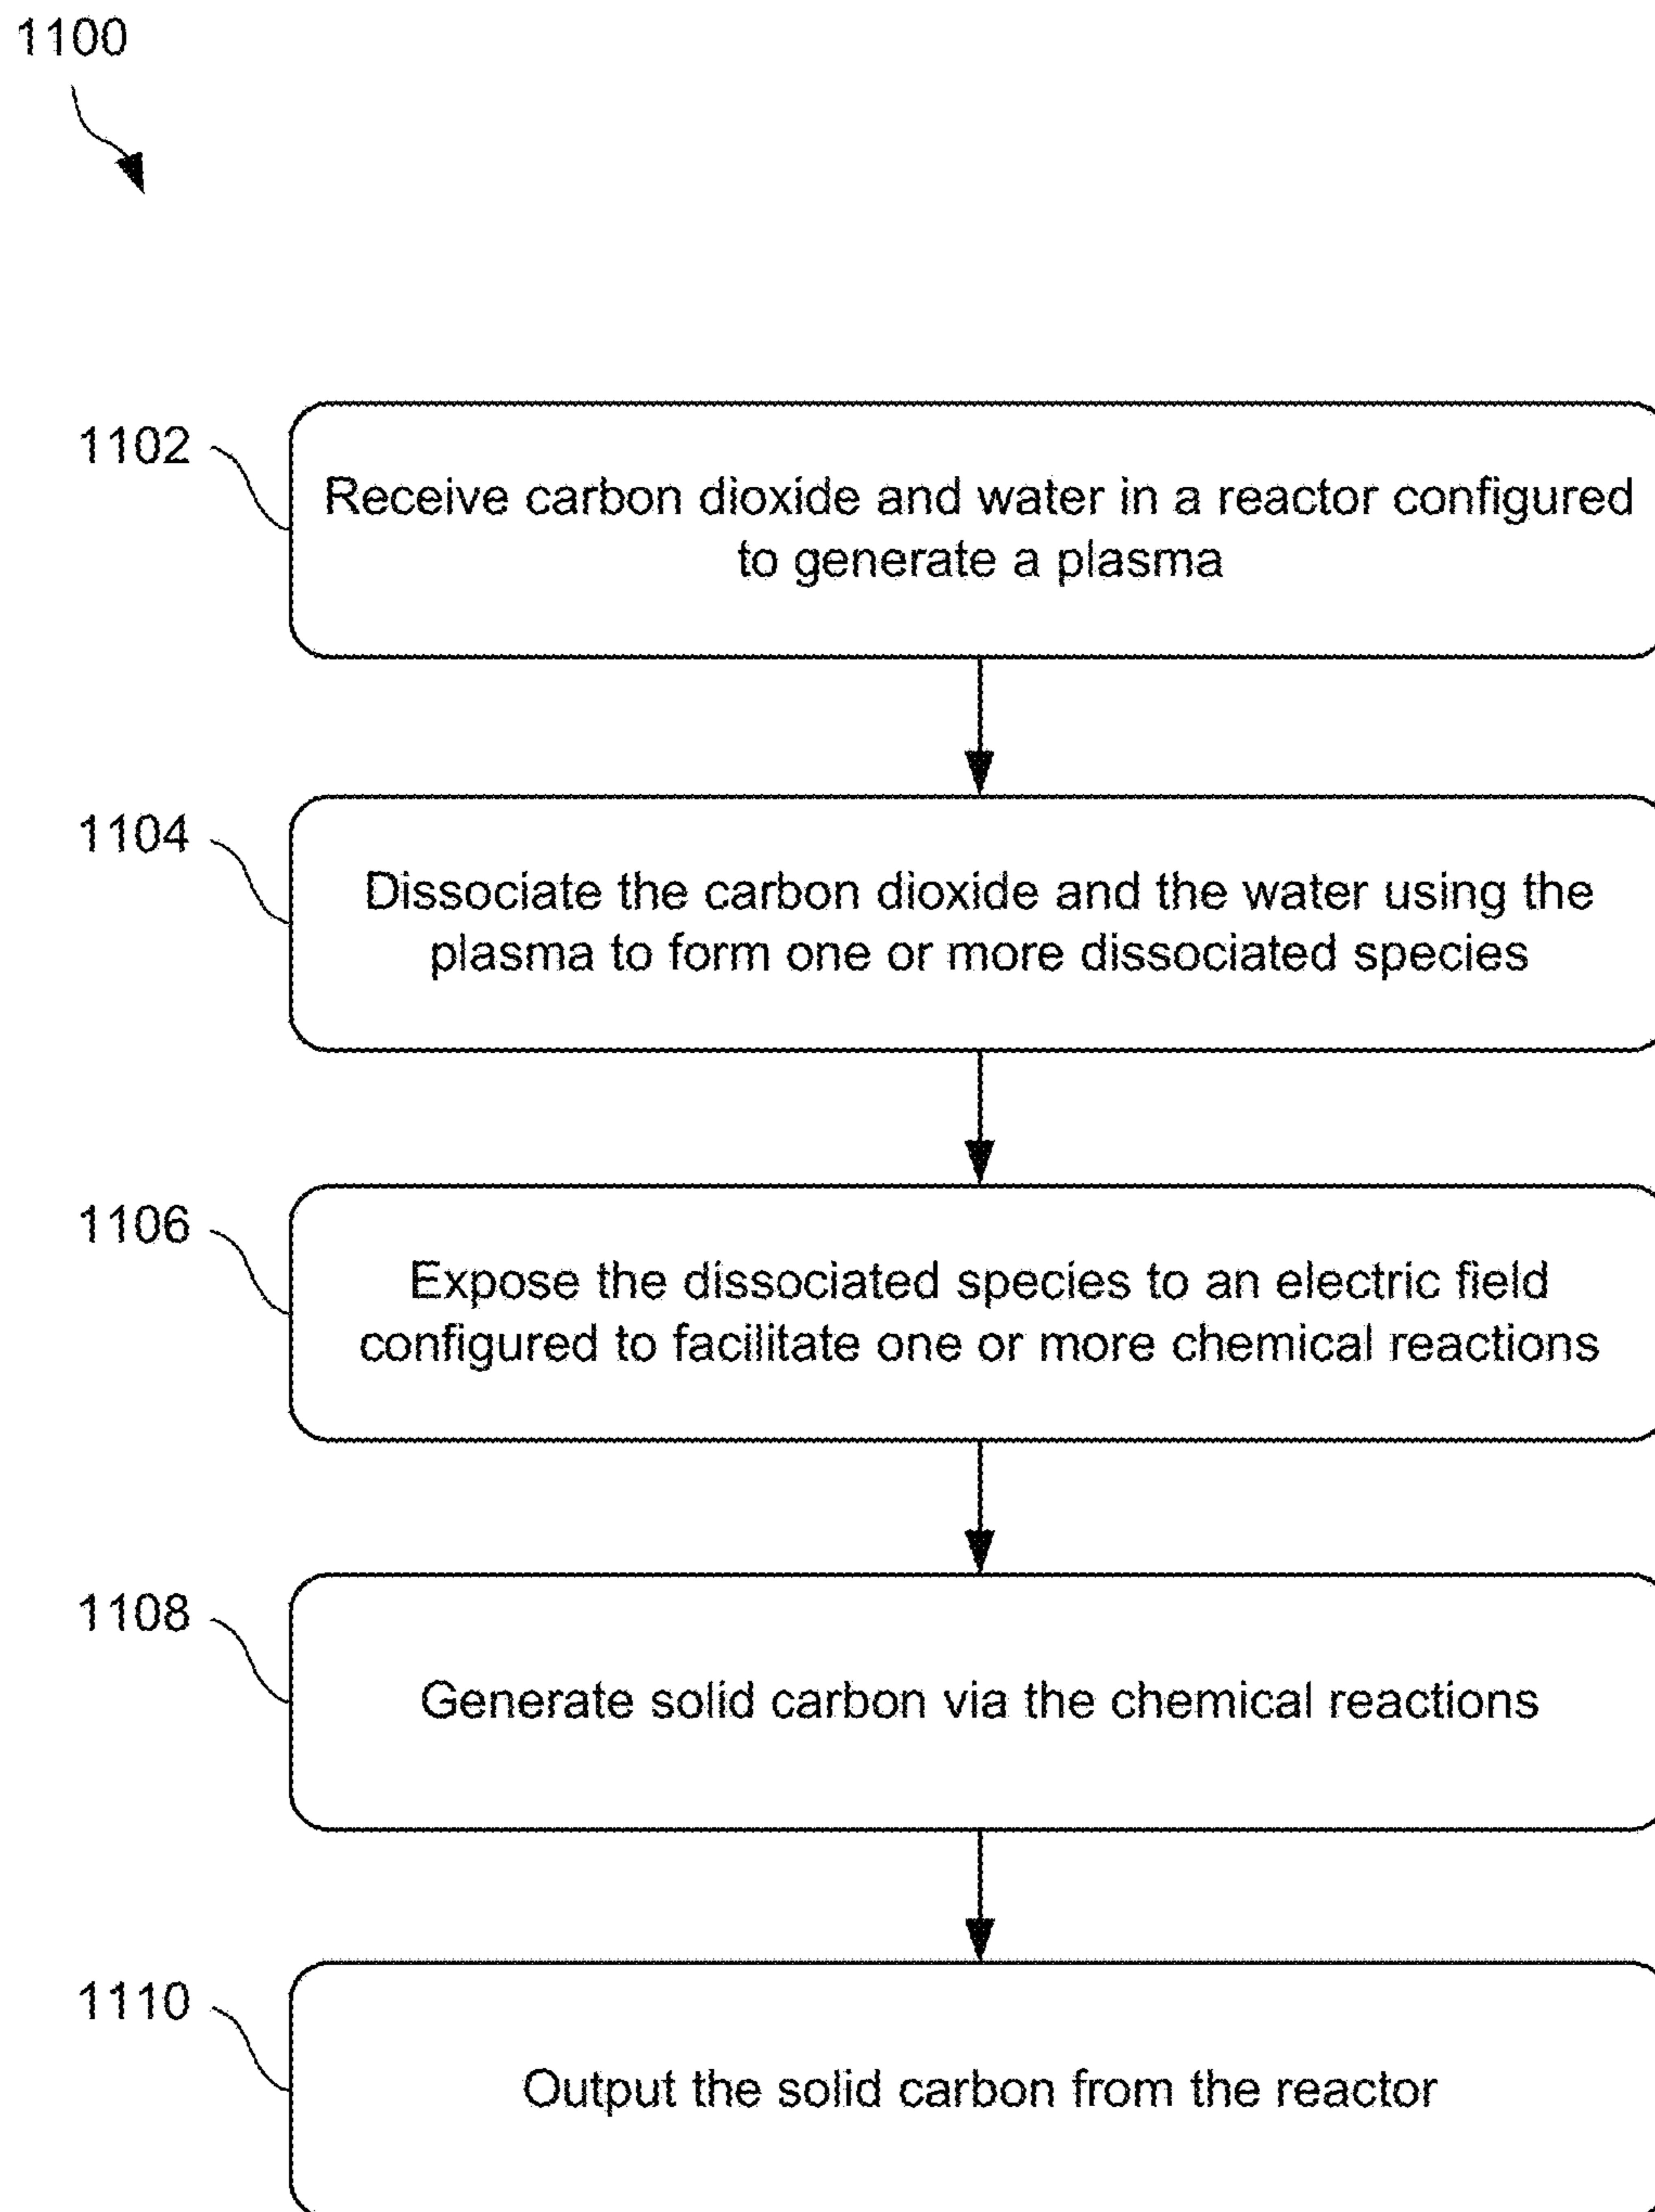 1100
1102
Receive carbon dioxide and water in a reactor configured
to generate a plasma
1104
Dissociate the carbon dioxide and the water using the
plasma to form one or more dissociated species
1106
Expose the dissociated species to an electric field
configured to facilitate one or more chemical reactions
1108
Generate solid carbon via the chemical reactions
1110
Output the solid carbon from the reactor